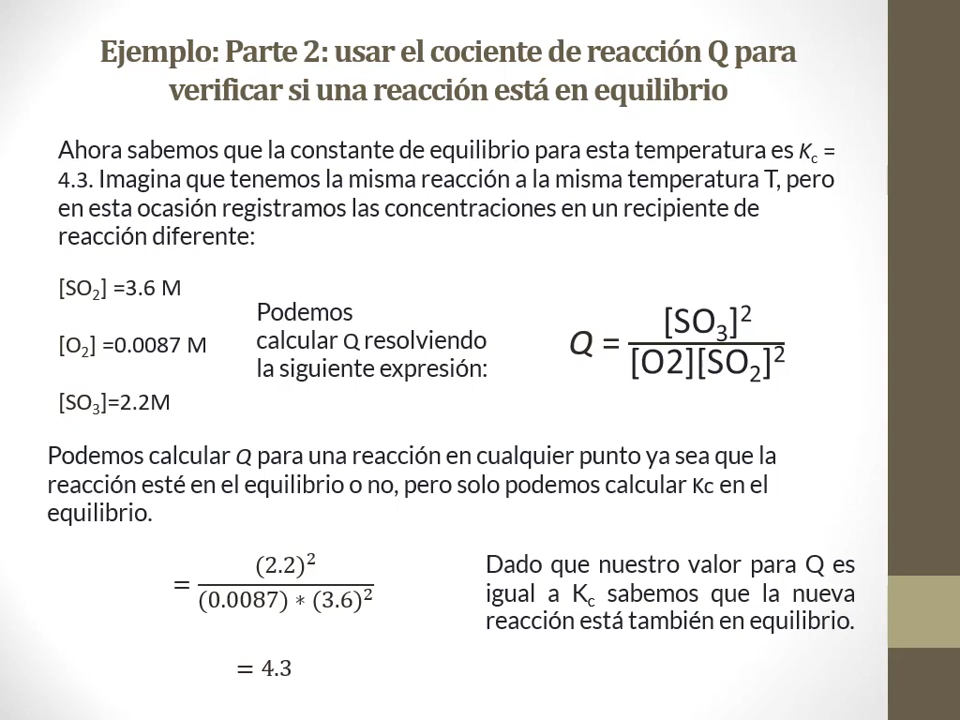 Ejemplo: Parte 2: usar el cociente de reacción Q para
verificar si una reacción está en equilibrio
Ahora sabemos que la constante de equilibrio para esta temperatura es K꜀ =
4.3. Imagina que tenemos la misma reacción a la misma temperatura T, pero
en esta ocasión registramos las concentraciones en un recipiente de
reacción diferente:
[SO₂] =3.6 M
[O₂] =0.0087 M
[SO₃]=2.2M
Podemos
calcular Q resolviendo
la siguiente expresión:
Q = [SO₃]² / [O2][SO₂]²
Podemos calcular Q para una reacción en cualquier punto ya sea que la
reacción esté en el equilibrio o no, pero solo podemos calcular Kc en el
equilibrio.
= (2.2)² / (0.0087) ∗ (3.6)²
= 4.3
Dado que nuestro valor para Q es
igual a K꜀ sabemos que la nueva
reacción está también en equilibrio.